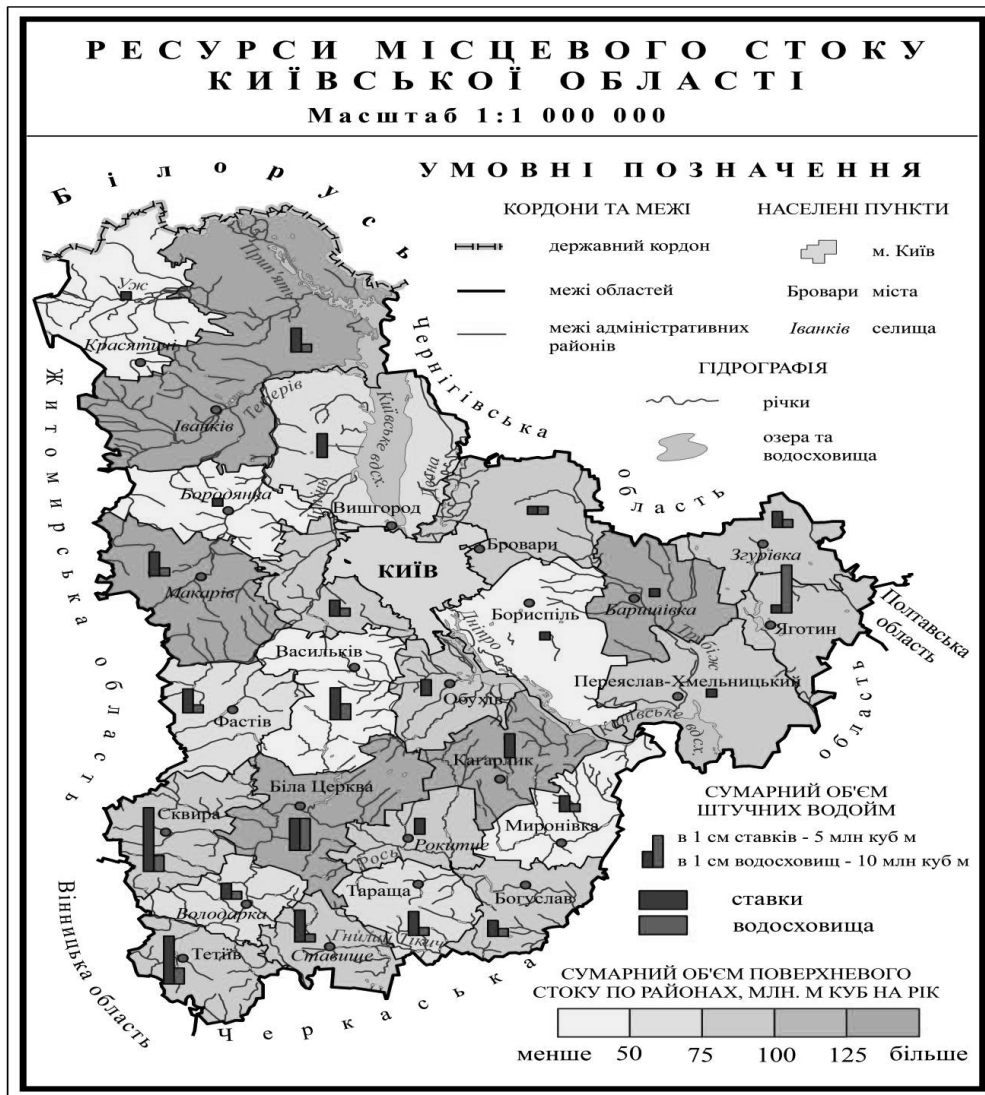 РЕСУРСИ МІСЦЕВОГО СТОКУ
КИЇВСЬКОЇ ОБЛАСТІ
Масштаб 1:1 000 000
УМОВНІ ПОЗНАЧЕННЯ
КОРДОНИ ТА МЕЖІ
державний кордон
межі областей
межі адміністративних
районів
НАСЕЛЕНІ ПУНКТИ
м. Київ
Бровари міста
Іванків селища
ГІДРОГРАФІЯ
річки
озера та
водосховища
Білорусь
Чернігівська
область
Житомирська область
Полтавська
область
область
Вінницька область
Черкаська
Прип'ять
Уж
Красятичі
Іванків
Тетерів
Київське вдсх.
Десна
Ірпінь
Бородянка
Вишгород
Бровари
Згурівка
Макарів
КИЇВ
Бориспіль
Баришівка
Яготин
Дніпро
Трубіж
Васильків
Переяслав-Хмельницький
Обухів
Фастів
Канівське вдсх.
Кагарлик
Біла Церква
Сквира
Миронівка
Рокитне
Рось
Тараща
Богуслав
Володарка
Гнілий Тікич
Ставище
Тетіїв
СУМАРНИЙ ОБ'ЄМ
ШТУЧНИХ ВОДОЙМ
в 1 см ставків - 5 млн куб м
в 1 см водосховищ - 10 млн куб м
ставки
водосховища
СУМАРНИЙ ОБ'ЄМ ПОВЕРХНЕВОГО
СТОКУ ПО РАЙОНАХ, МЛН. М КУБ НА РІК
менше 50 75 100 125 більше